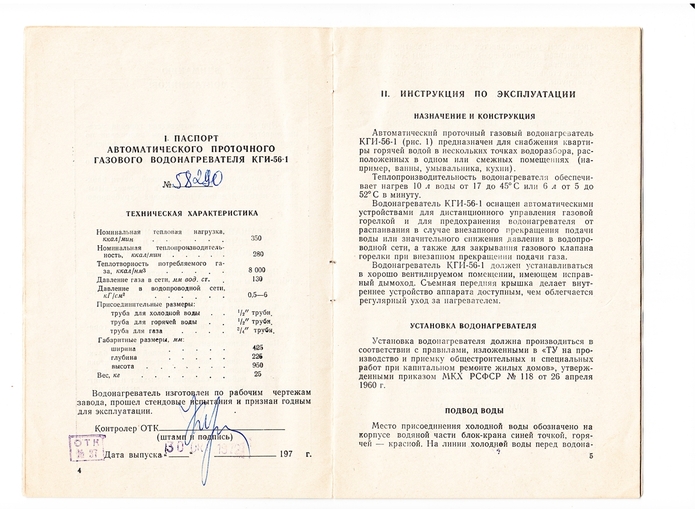 I. ПАСПОРТ
АВТОМАТИЧЕСКОГО ПРОТОЧНОГО
ГАЗОВОГО ВОДОНАГРЕВАТЕЛЯ КГИ-56-1
№ 58290
ТЕХНИЧЕСКАЯ ХАРАКТЕРИСТИКА
Номинальная тепловая нагрузка,
ккал/мин . . . . . 350
Номинальная теплопроизводитель-
ность, ккал/мин . . . . 280
Теплотворность потребляемого га-
за, ккал/нм³ . . . . . 8 000
Давление газа в сети, мм вод. ст. . 130
Давление в водопроводной сети,
кГ/см² . . . . . 0,5—6
Присоединительные размеры:
труба для холодной воды . . ½" трубн.
труба для горячей воды . . ½" трубн,
труба для газа . . . ¾" трубн,
Габаритные размеры, мм:
ширина . . . . 425
глубина . . . . 226
высота . . . . 950
Вес, кг . . . . . 25
Водонагреватель изготовлен по рабочим чертежам
завода, прошел стендовые испытания и признан годным
для эксплуатации.
Контролер ОТК
(штамп и подпись)
ОТК
№ 27
Дата выпуска 30 197 г.
4
II. ИНСТРУКЦИЯ ПО ЭКСПЛУАТАЦИИ
НАЗНАЧЕНИЕ И КОНСТРУКЦИЯ
Автоматический проточный газовый водонагреватель
КГИ-56-1 (рис. 1) предназначен для снабжения кварти-
ры горячей водой в нескольких точках водоразбора, рас-
положенных в одном или смежных помещениях (на-
пример, ванны, умывальника, кухни).
Теплопроизводительность водонагревателя обеспечи-
вает нагрев 10 л воды от 17 до 45°С или 6 л от 5 до
52°С в минуту.
Водонагреватель КГИ-56-1 оснащен автоматическими
устройствами для дистанционного управления газовой
горелкой и для предохранения водонагревателя от
распаивания в случае внезапного прекращения подачи
воды или значительного снижения давления в водопро-
водной сети, а также для закрывания газового клапана
горелки при внезапном прекращении подачи газа.
Водонагреватель КГИ-56-1 должен устанавливаться
в хорошо вентилируемом помещении, имеющем исправ-
ный дымоход. Съемная передняя крышка делает внут-
реннее устройство аппарата доступным, чем облегчается
регулярный уход за нагревателем.
УСТАНОВКА ВОДОНАГРЕВАТЕЛЯ
Установка водонагревателя должна производиться в
соответствии с правилами, изложенными в «ТУ на про-
изводство и приемку общестроительных и специальных
работ при капитальном ремонте жилых домов», утверж-
денными приказом МКХ РСФСР № 118 от 26 апреля
1960 г.
ПОДВОД ВОДЫ
Место присоединения холодной воды обозначено на
корпусе водяной части блок-крана синей точкой, горя-
чей — красной. На линии холодной воды перед водона-
5